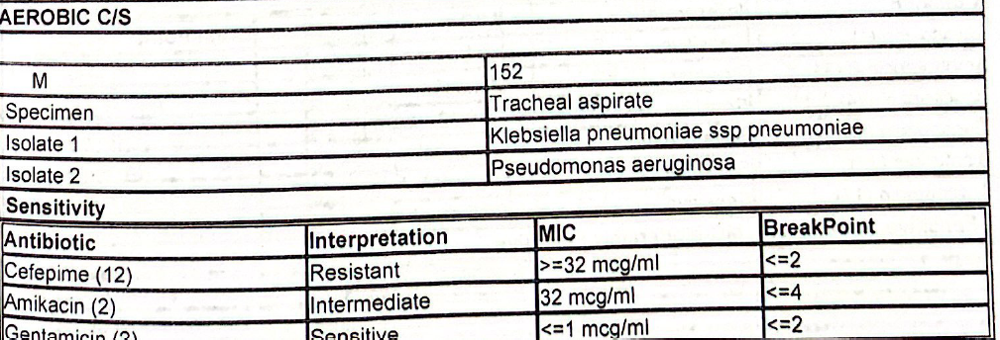 AEROBIC C/S
M 152
Specimen Tracheal aspirate
Isolate 1 Klebsiella pneumoniae ssp pneumoniae
Isolate 2 Pseudomonas aeruginosa
Sensitivity
Antibiotic Interpretation MIC BreakPoint
Cefepime (12) Resistant >=32 mcg/ml <=2
Amikacin (2) Intermediate 32 mcg/ml <=4
Gentamicin (2) Sensitive <=1 mcg/ml <=2